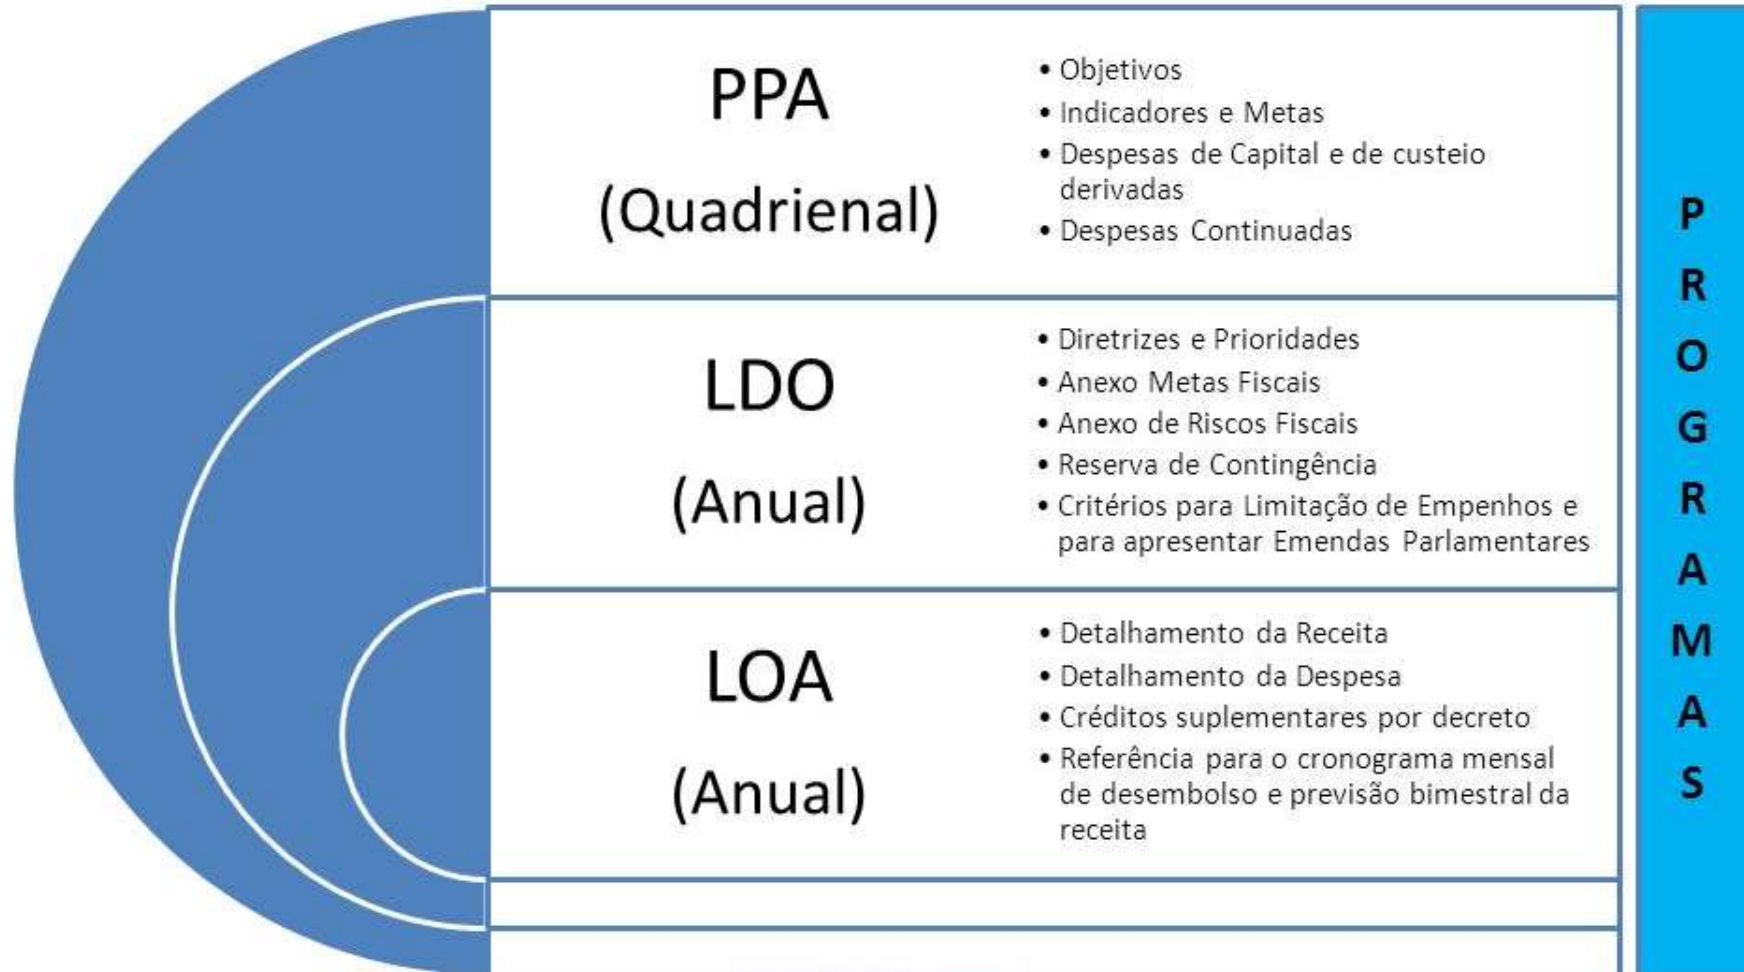 PPA
(Quadrienal)
• Objetivos
• Indicadores e Metas
• Despesas de Capital e de custeio
derivadas
• Despesas Continuadas
LDO
(Anual)
• Diretrizes e Prioridades
• Anexo Metas Fiscais
• Anexo de Riscos Fiscais
• Reserva de Contingência
• Critérios para Limitação de Empenhos e
para apresentar Emendas Parlamentares
LOA
(Anual)
• Detalhamento da Receita
• Detalhamento da Despesa
• Créditos suplementares por decreto
• Referência para o cronograma mensal
de desembolso e previsão bimestral da
receita
P
R
O
G
R
A
M
A
S